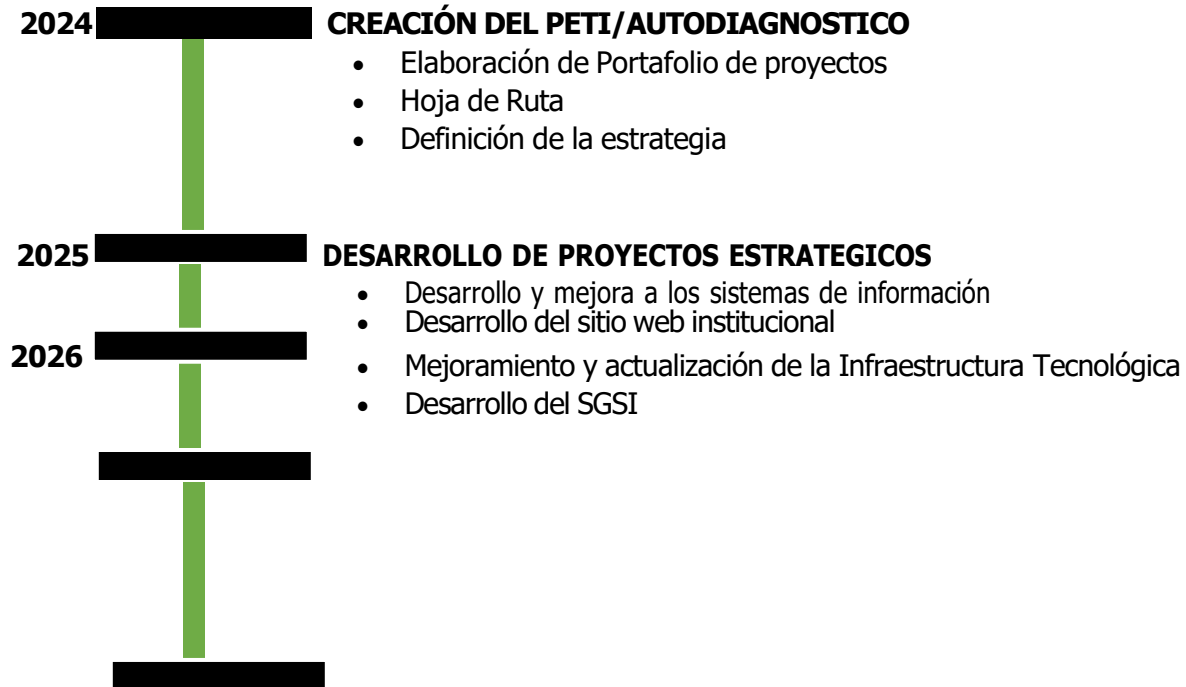 2024 CREACIÓN DEL PETI/AUTODIAGNOSTICO
• Elaboración de Portafolio de proyectos
• Hoja de Ruta
• Definición de la estrategia
2025 DESARROLLO DE PROYECTOS ESTRATEGICOS
• Desarrollo y mejora a los sistemas de información
• Desarrollo del sitio web institucional
2026 • Mejoramiento y actualización de la Infraestructura Tecnológica
• Desarrollo del SGSI